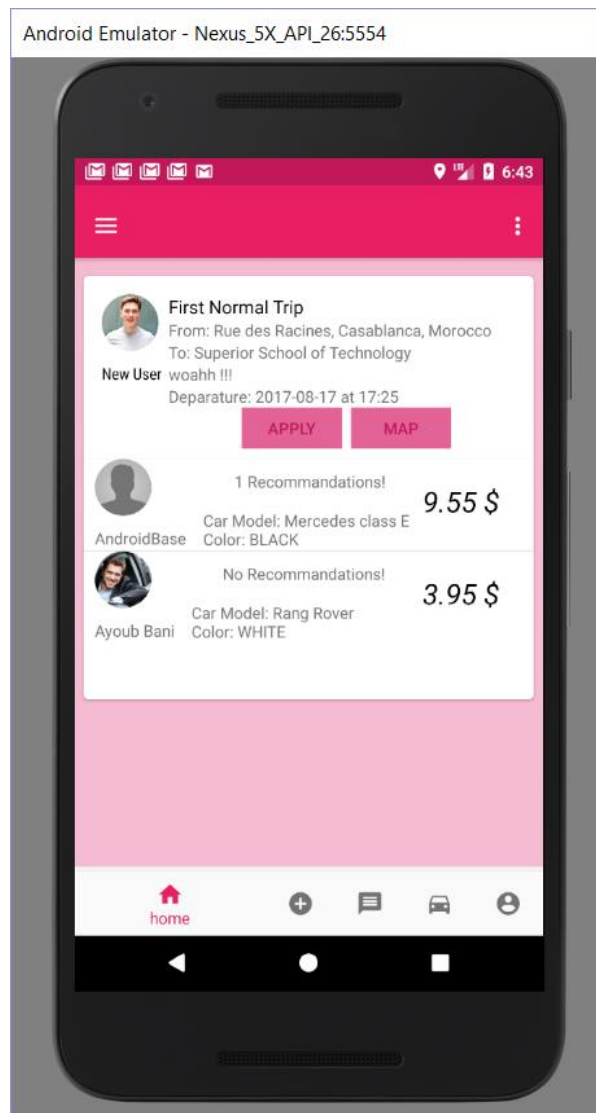 Android Emulator - Nexus_5X_API_26:5554
LTE 6:43
First Normal Trip
From: Rue des Racines, Casablanca, Morocco
To: Superior School of Technology
New User woahh !!!
Deparature: 2017-08-17 at 17:25
APPLY MAP
1 Recommandations!
9.55 $
Car Model: Mercedes class E
AndroidBase Color: BLACK
No Recommandations!
3.95 $
Car Model: Rang Rover
Ayoub Bani Color: WHITE
home